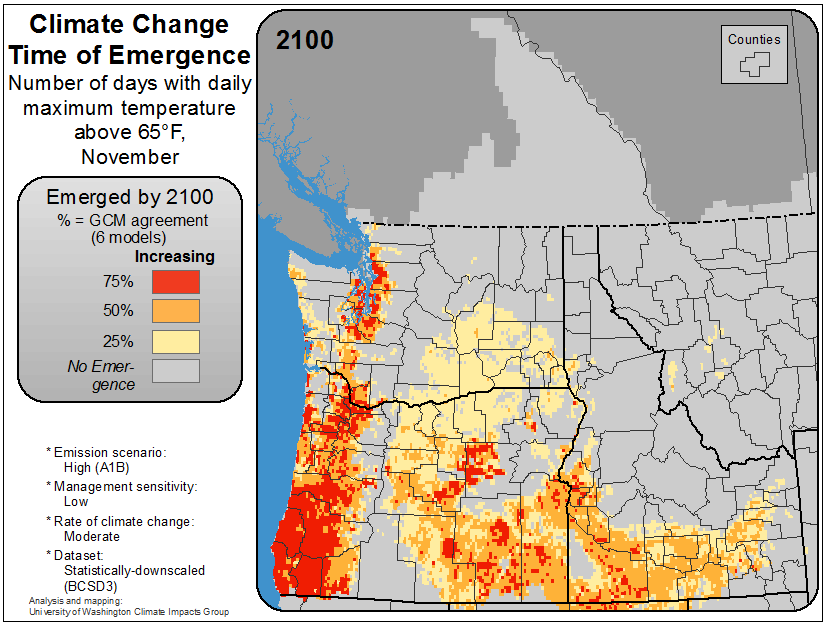 Climate Change
Time of Emergence
Number of days with daily
maximum temperature
above 65°F,
November
Emerged by 2100
% = GCM agreement
(6 models)
Increasing
75%
50%
25%
No Emer-
gence
* Emission scenario:
High (A1B)
* Management sensitivity:
Low
* Rate of climate change:
Moderate
* Dataset:
Statistically-downscaled
(BCSD3)
Analysis and mapping:
University of Washington Climate Impacts Group
2100
Counties